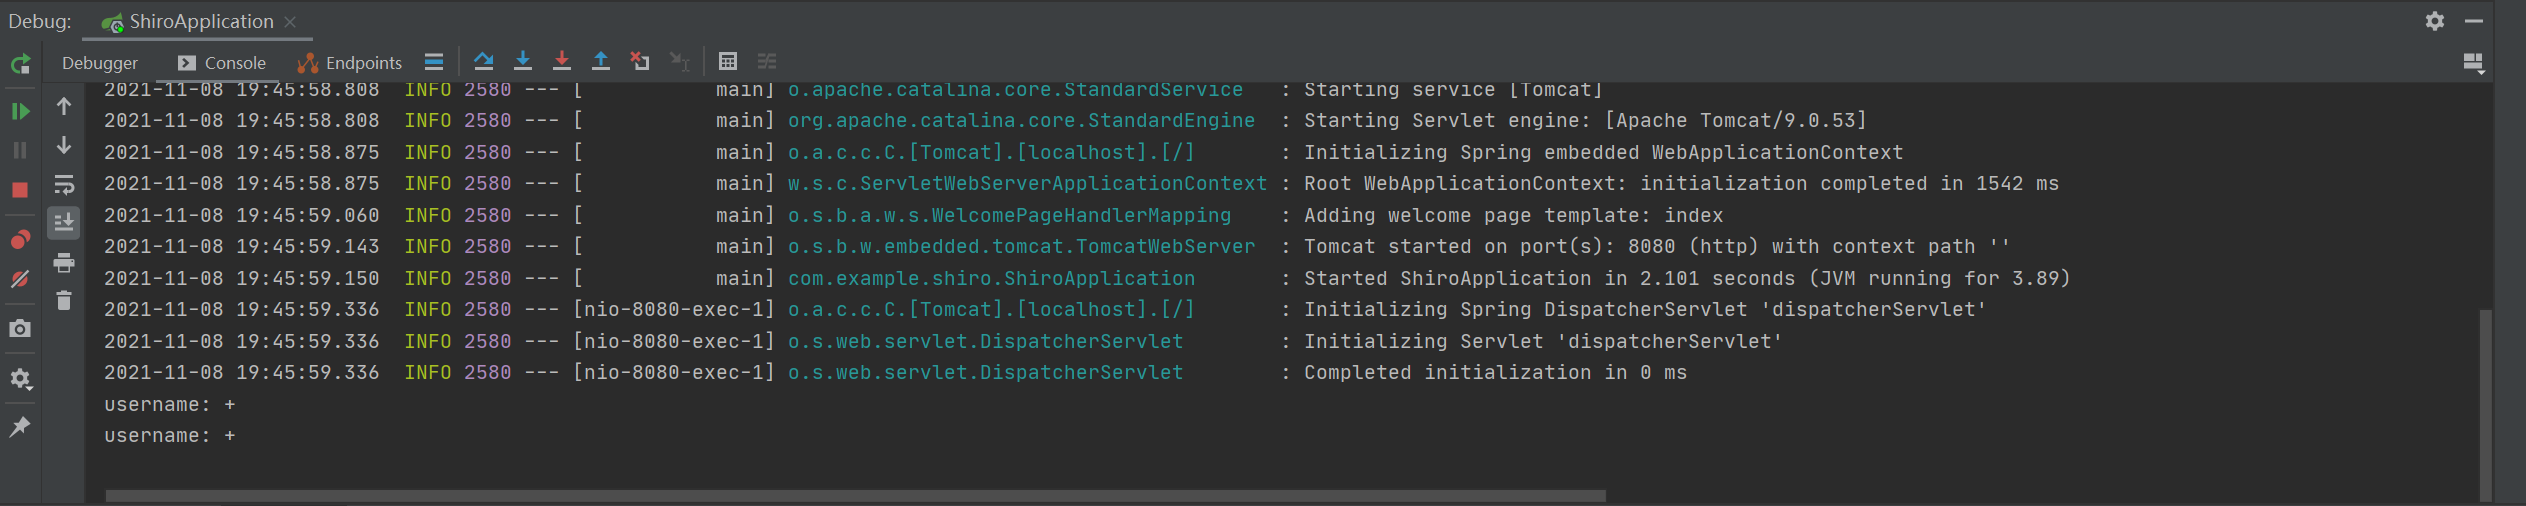 Debug: ShiroApplication
Debugger Console Endpoints
2021-11-08 19:45:58.808  INFO 2580 --- [           main] o.apache.catalina.core.StandardService   : Starting service [Tomcat]
2021-11-08 19:45:58.808  INFO 2580 --- [           main] org.apache.catalina.core.StandardEngine  : Starting Servlet engine: [Apache Tomcat/9.0.53]
2021-11-08 19:45:58.875  INFO 2580 --- [           main] o.a.c.c.C.[Tomcat].[localhost].[/]       : Initializing Spring embedded WebApplicationContext
2021-11-08 19:45:58.875  INFO 2580 --- [           main] w.s.c.ServletWebServerApplicationContext : Root WebApplicationContext: initialization completed in 1542 ms
2021-11-08 19:45:59.060  INFO 2580 --- [           main] o.s.b.a.w.s.WelcomePageHandlerMapping    : Adding welcome page template: index
2021-11-08 19:45:59.143  INFO 2580 --- [           main] o.s.b.w.embedded.tomcat.TomcatWebServer  : Tomcat started on port(s): 8080 (http) with context path ''
2021-11-08 19:45:59.150  INFO 2580 --- [           main] com.example.shiro.ShiroApplication       : Started ShiroApplication in 2.101 seconds (JVM running for 3.89)
2021-11-08 19:45:59.336  INFO 2580 --- [nio-8080-exec-1] o.a.c.c.C.[Tomcat].[localhost].[/]       : Initializing Spring DispatcherServlet 'dispatcherServlet'
2021-11-08 19:45:59.336  INFO 2580 --- [nio-8080-exec-1] o.s.web.servlet.DispatcherServlet        : Initializing Servlet 'dispatcherServlet'
2021-11-08 19:45:59.336  INFO 2580 --- [nio-8080-exec-1] o.s.web.servlet.DispatcherServlet        : Completed initialization in 0 ms
username: +
username: +